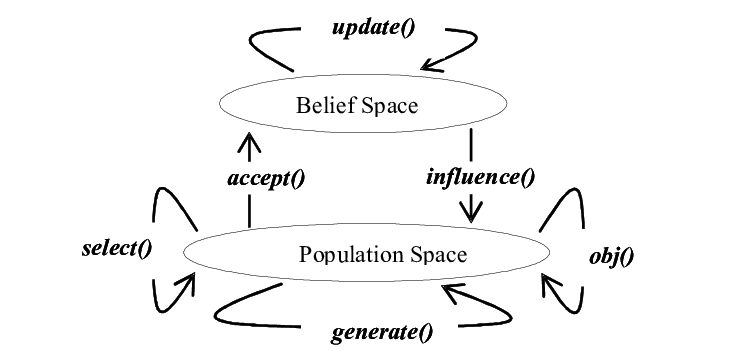 update()
Belief Space
accept()
influence()
select()
Population Space
obj()
generate()